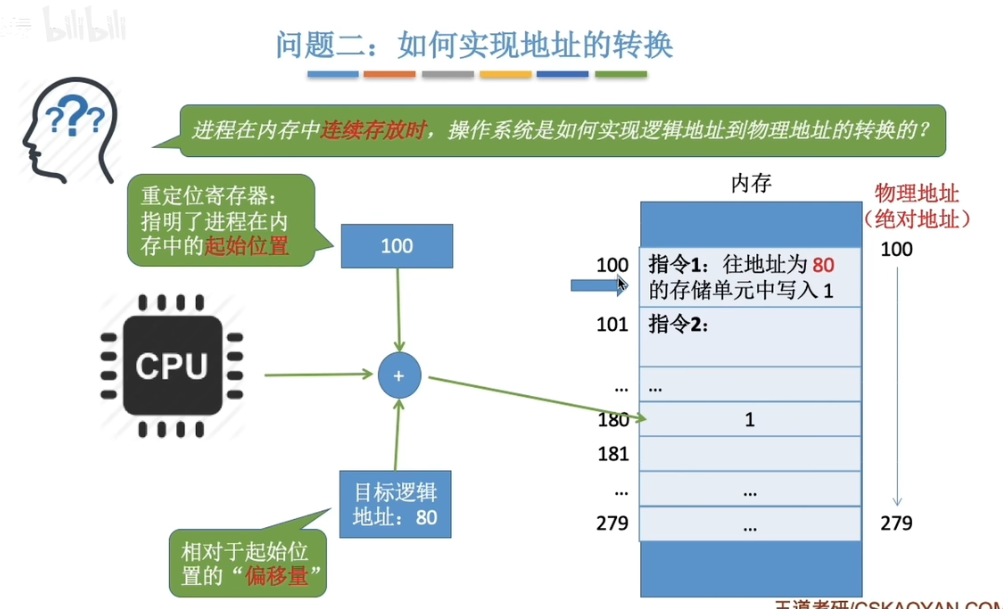 bilibili
问题二：如何实现地址的转换
???
进程在内存中连续存放时，操作系统是如何实现逻辑地址到物理地址的转换的？
重定位寄存器：
指明了进程在内
存中的起始位置
100
CPU
+
目标逻辑
地址：80
相对于起始位
置的“偏移量”
内存
物理地址
（绝对地址）
100
指令1：往地址为 80
的存储单元中写入 1
100
101
指令2：
...
...
180
1
181
...
...
279
...
279
王道考研/CSKAOYAN.COM